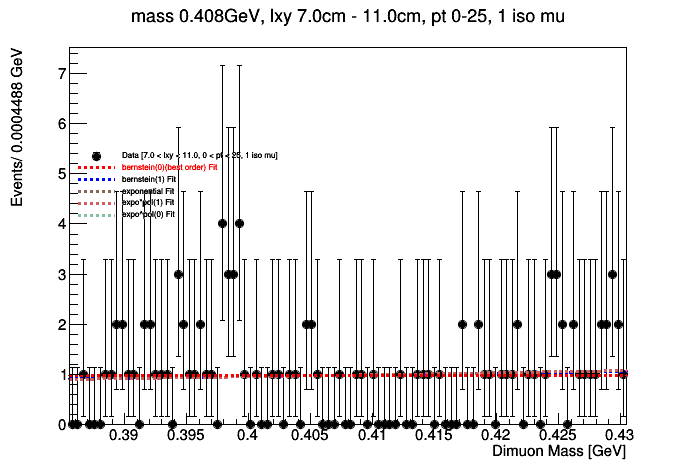 mass 0.408GeV, lxy 7.0cm - 11.0cm, pt 0-25, 1 iso mu
Events/ 0.0004488 GeV
7
6
5
4
3
2
1
0
Data [7.0 < lxy < 11.0, 0 < pt < 25, 1 iso mu]
bernstein(0)(best order) Fit
bernstein(1) Fit
exponential Fit
expo*pol(1) Fit
expo*pol(0) Fit
0.39 0.395 0.4 0.405 0.41 0.415 0.42 0.425 0.43
Dimuon Mass [GeV]